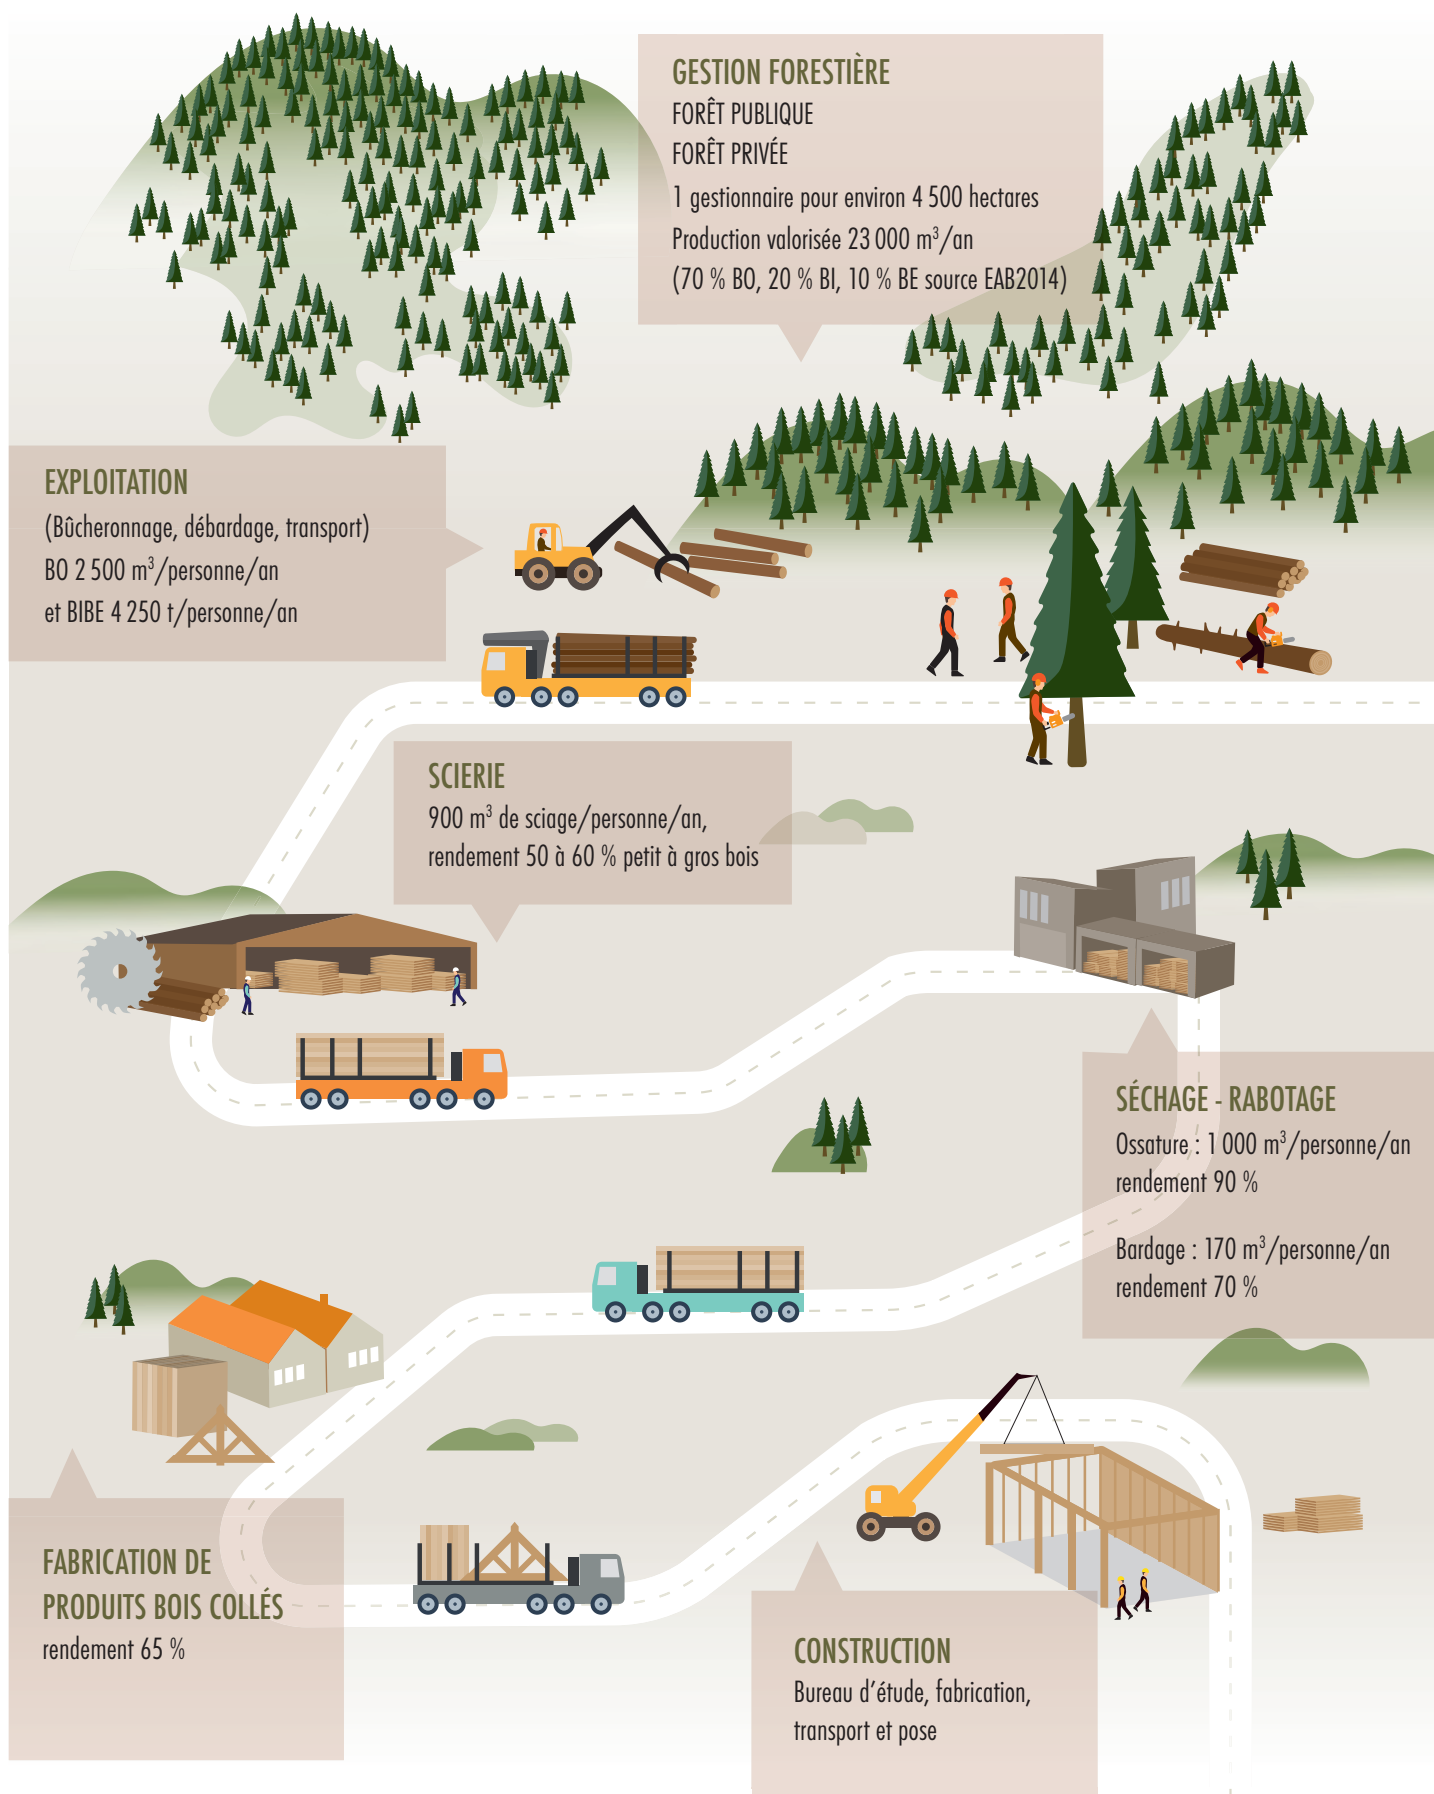 GESTION FORESTIÈRE
FORÊT PUBLIQUE
FORÊT PRIVÉE
1 gestionnaire pour environ 4 500 hectares
Production valorisée 23 000 m³/an
(70 % BO, 20 % BI, 10 % BE source EAB2014)
EXPLOITATION
(Bûcheronnage, débardage, transport)
BO 2 500 m³/personne/an
et BIBE 4 250 t/personne/an
SCIERIE
900 m³ de sciage/personne/an,
rendement 50 à 60 % petit à gros bois
SÉCHAGE - RABOTAGE
Ossature : 1 000 m³/personne/an
rendement 90 %
Bardage : 170 m³/personne/an
rendement 70 %
FABRICATION DE
PRODUITS BOIS COLLÉS
rendement 65 %
CONSTRUCTION
Bureau d’étude, fabrication,
transport et pose